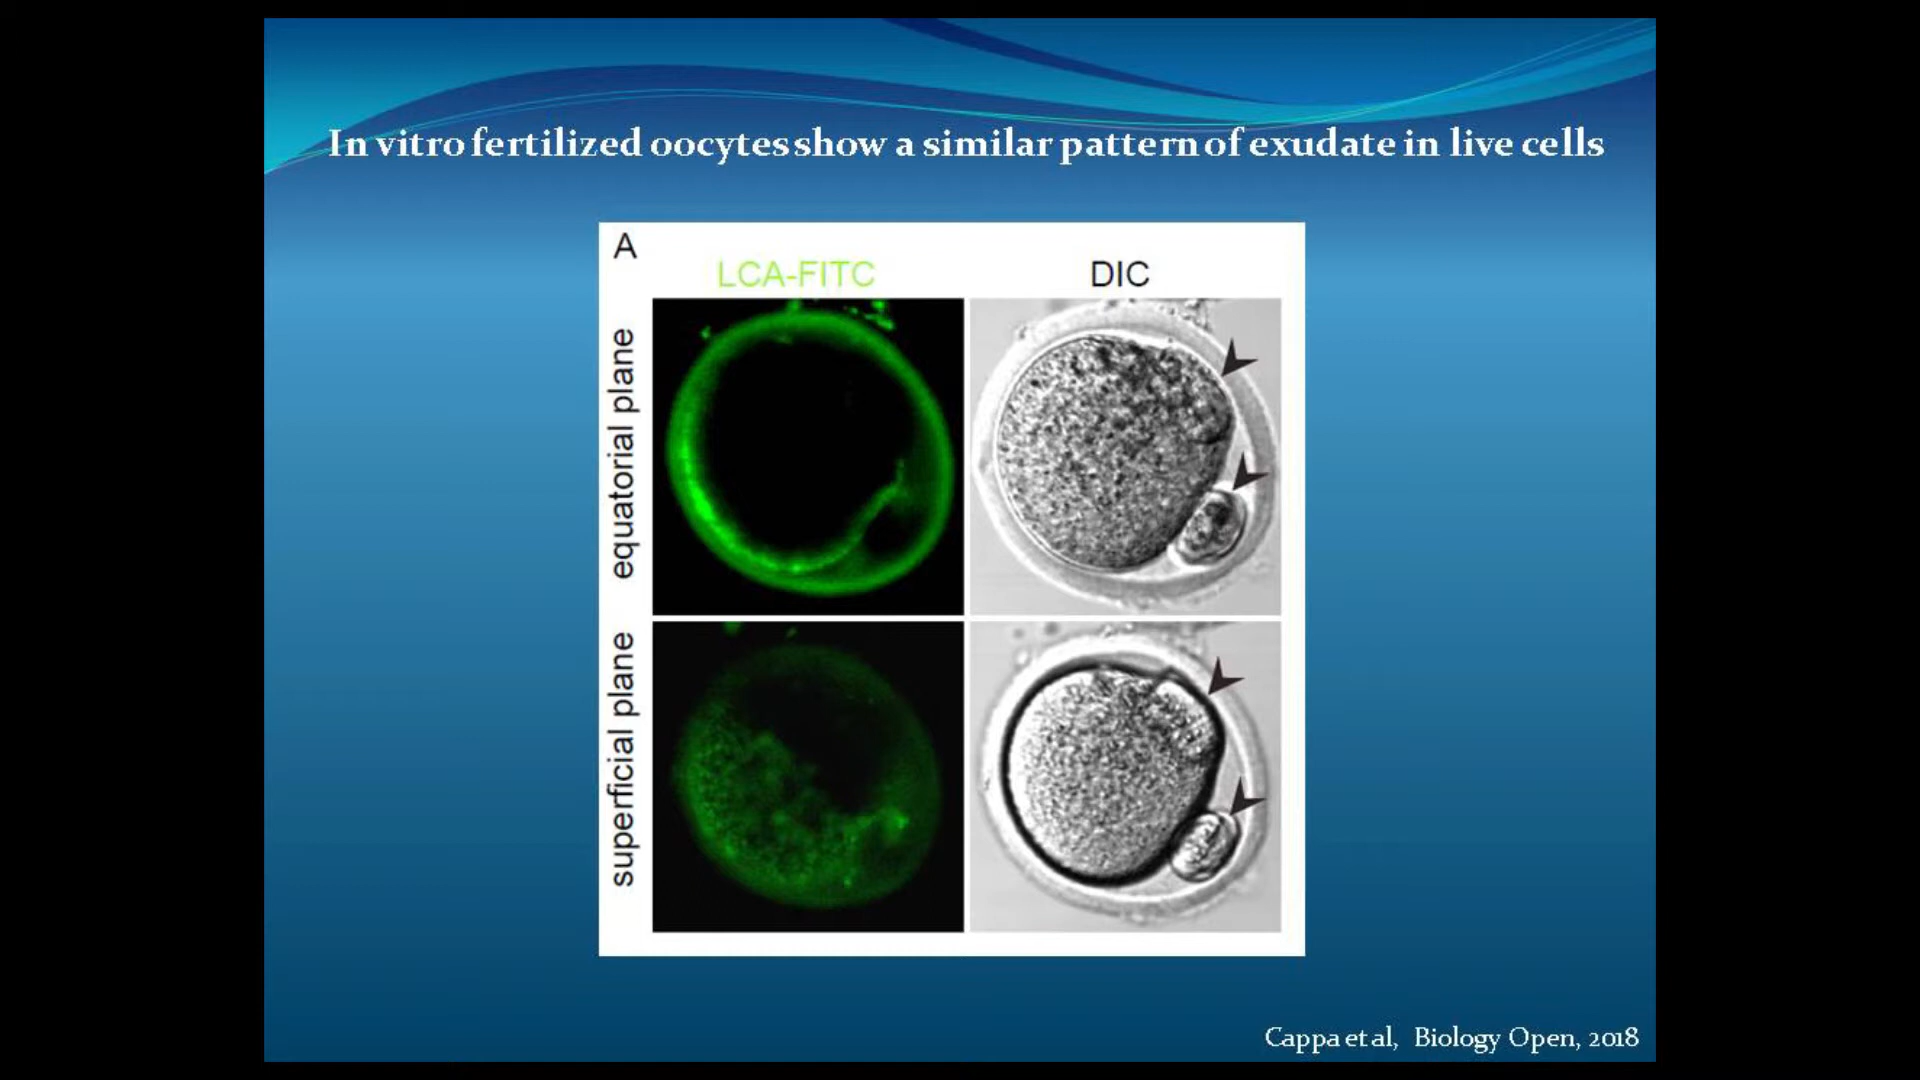 In vitro fertilized oocytes show a similar pattern of exudate in live cells
A
LCA-FITC
DIC
equatorial plane
superficial plane
Cappa et al, Biology Open, 2018